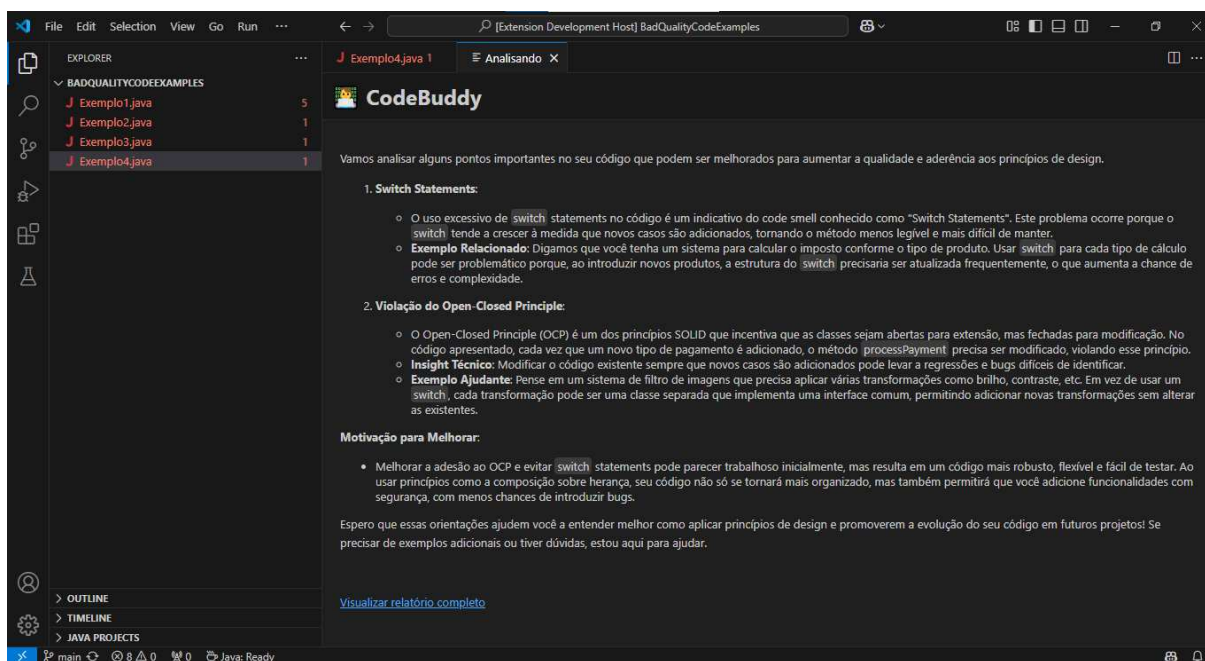 File Edit Selection View Go Run ···
[Extension Development Host] BadQualityCodeExamples
EXPLORER
BADQUALITYCODEEXAMPLES
J Exemplo1.java 5
J Exemplo2.java 1
J Exemplo3.java 1
J Exemplo4.java 1
OUTLINE
TIMELINE
JAVA PROJECTS
J Exemplo4.java 1
Analisando
CodeBuddy
Vamos analisar alguns pontos importantes no seu código que podem ser melhorados para aumentar a qualidade e aderência aos princípios de design.
1. Switch Statements:
○ O uso excessivo de switch statements no código é um indicativo do code smell conhecido como "Switch Statements". Este problema ocorre porque o
switch tende a crescer à medida que novos casos são adicionados, tornando o método menos legível e mais difícil de manter.
○ Exemplo Relacionado: Digamos que você tenha um sistema para calcular o imposto conforme o tipo de produto. Usar switch para cada tipo de cálculo
pode ser problemático porque, ao introduzir novos produtos, a estrutura do switch precisaria ser atualizada frequentemente, o que aumenta a chance de
erros e complexidade.
2. Violação do Open-Closed Principle:
○ O Open-Closed Principle (OCP) é um dos princípios SOLID que incentiva que as classes sejam abertas para extensão, mas fechadas para modificação. No
código apresentado, cada vez que um novo tipo de pagamento é adicionado, o método processPayment precisa ser modificado, violando esse princípio.
○ Insight Técnico: Modificar o código existente sempre que novos casos são adicionados pode levar a regressões e bugs difíceis de identificar.
○ Exemplo Ajudante: Pense em um sistema de filtro de imagens que precisa aplicar várias transformações como brilho, contraste, etc. Em vez de usar um
switch, cada transformação pode ser uma classe separada que implementa uma interface comum, permitindo adicionar novas transformações sem alterar
as existentes.
Motivação para Melhorar:
• Melhorar a adesão ao OCP e evitar switch statements pode parecer trabalhoso inicialmente, mas resulta em um código mais robusto, flexível e fácil de testar. Ao
usar princípios como a composição sobre herança, seu código não só se tornará mais organizado, mas também permitirá que você adicione funcionalidades com
segurança, com menos chances de introduzir bugs.
Espero que essas orientações ajudem você a entender melhor como aplicar princípios de design e promoverem a evolução do seu código em futuros projetos! Se
precisar de exemplos adicionais ou tiver dúvidas, estou aqui para ajudar.
Visualizar relatório completo
main 8 0 0 Java: Ready